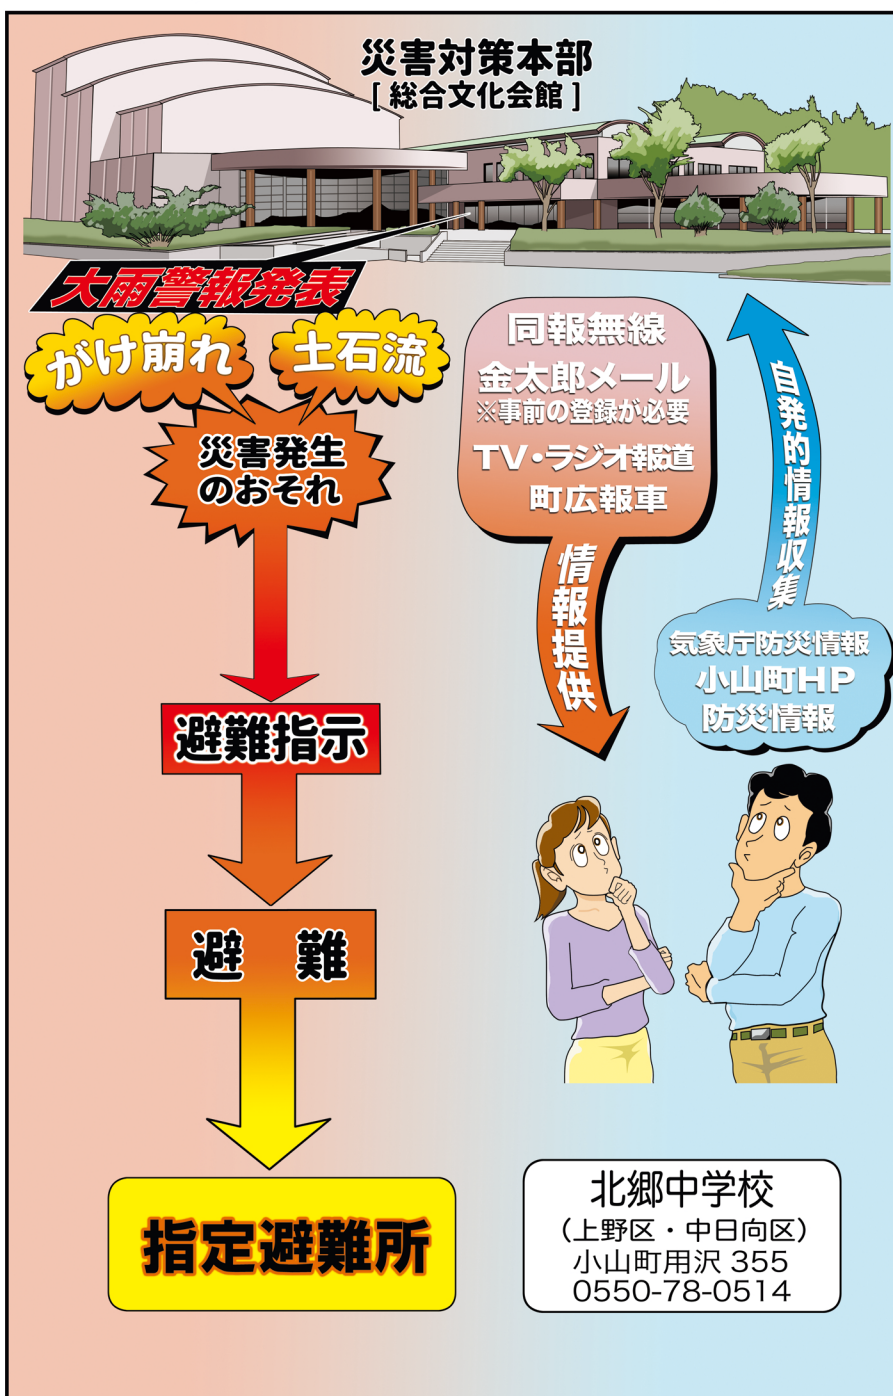 災害対策本部
[ 総合文化会館 ]
大雨警報発表
がけ崩れ
土石流
災害発生
のおそれ
避難指示
避 難
指定避難所
同報無線
金太郎メール
※事前の登録が必要
TV・ラジオ報道
町広報車
情報提供
自発的情報収集
気象庁防災情報
小山町HP
防災情報
北郷中学校
(上野区・中日向区)
小山町用沢 355
0550-78-0514